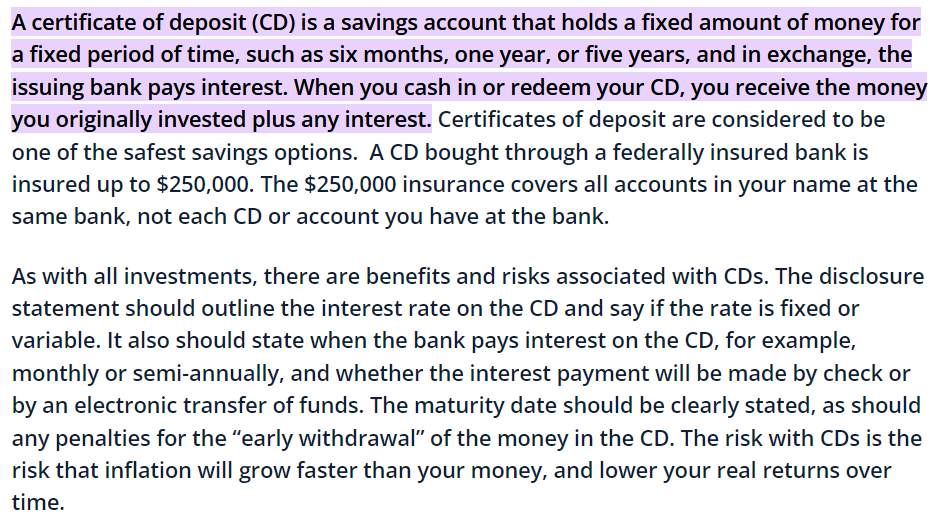 A certificate of deposit (CD) is a savings account that holds a fixed amount of money for
a fixed period of time, such as six months, one year, or five years, and in exchange, the
issuing bank pays interest. When you cash in or redeem your CD, you receive the money
you originally invested plus any interest. Certificates of deposit are considered to be
one of the safest savings options.  A CD bought through a federally insured bank is
insured up to $250,000. The $250,000 insurance covers all accounts in your name at the
same bank, not each CD or account you have at the bank.
As with all investments, there are benefits and risks associated with CDs. The disclosure
statement should outline the interest rate on the CD and say if the rate is fixed or
variable. It also should state when the bank pays interest on the CD, for example,
monthly or semi-annually, and whether the interest payment will be made by check or
by an electronic transfer of funds. The maturity date should be clearly stated, as should
any penalties for the “early withdrawal” of the money in the CD. The risk with CDs is the
risk that inflation will grow faster than your money, and lower your real returns over
time.